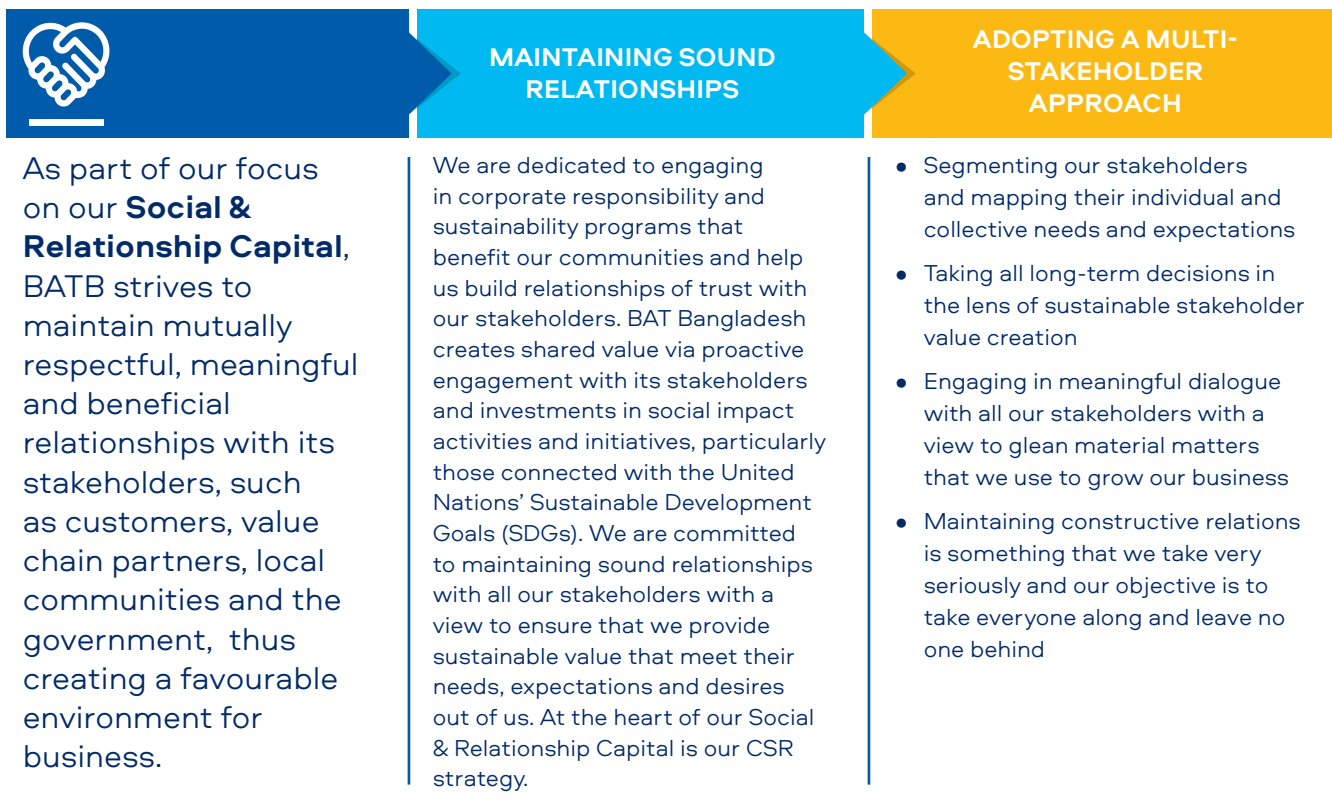 As part of our focus
on our Social &
Relationship Capital,
BATB strives to
maintain mutually
respectful, meaningful
and beneficial
relationships with its
stakeholders, such
as customers, value
chain partners, local
communities and the
government, thus
creating a favourable
environment for
business.
MAINTAINING SOUND
RELATIONSHIPS
We are dedicated to engaging
in corporate responsibility and
sustainability programs that
benefit our communities and help
us build relationships of trust with
our stakeholders. BAT Bangladesh
creates shared value via proactive
engagement with its stakeholders
and investments in social impact
activities and initiatives, particularly
those connected with the United
Nations’ Sustainable Development
Goals (SDGs). We are committed
to maintaining sound relationships
with all our stakeholders with a
view to ensure that we provide
sustainable value that meet their
needs, expectations and desires
out of us. At the heart of our Social
& Relationship Capital is our CSR
strategy.
ADOPTING A MULTI-
STAKEHOLDER
APPROACH
• Segmenting our stakeholders
and mapping their individual and
collective needs and expectations
• Taking all long-term decisions in
the lens of sustainable stakeholder
value creation
• Engaging in meaningful dialogue
with all our stakeholders with a
view to glean material matters
that we use to grow our business
• Maintaining constructive relations
is something that we take very
seriously and our objective is to
take everyone along and leave no
one behind